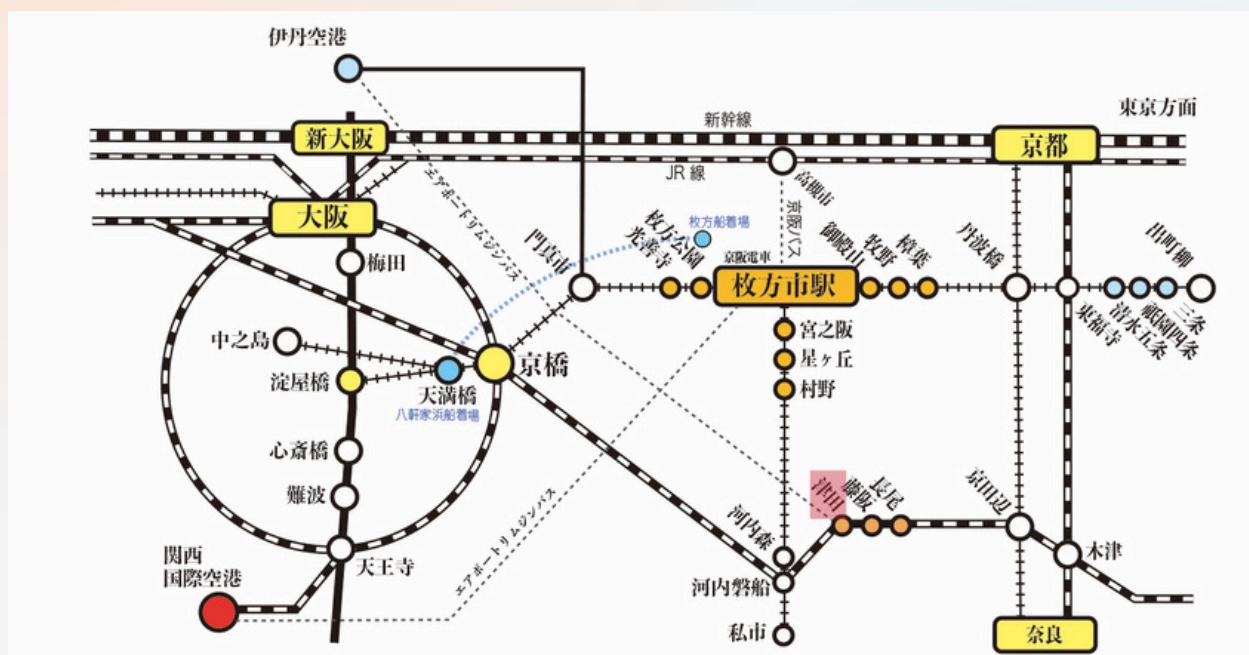 伊丹空港
東京方面
新幹線
新大阪
京都
JR線
高槻市
エアポートリムジンバス
京阪バス
大阪
枚方船着場
梅田
門真市
光善寺
枚方公園
京阪電車
枚方市駅
御殿山
牧野
樟葉
丹波橋
東福寺
清水五条
祇園四条
三条
出町柳
中之島
京橋
淀屋橋
天満橋
八軒家浜船着場
宮之阪
星ヶ丘
村野
心斎橋
難波
津田
藤阪
長尾
京田辺
河内森
エアポートリムジンバス
関西
国際空港
天王寺
河内磐船
木津
私市
奈良